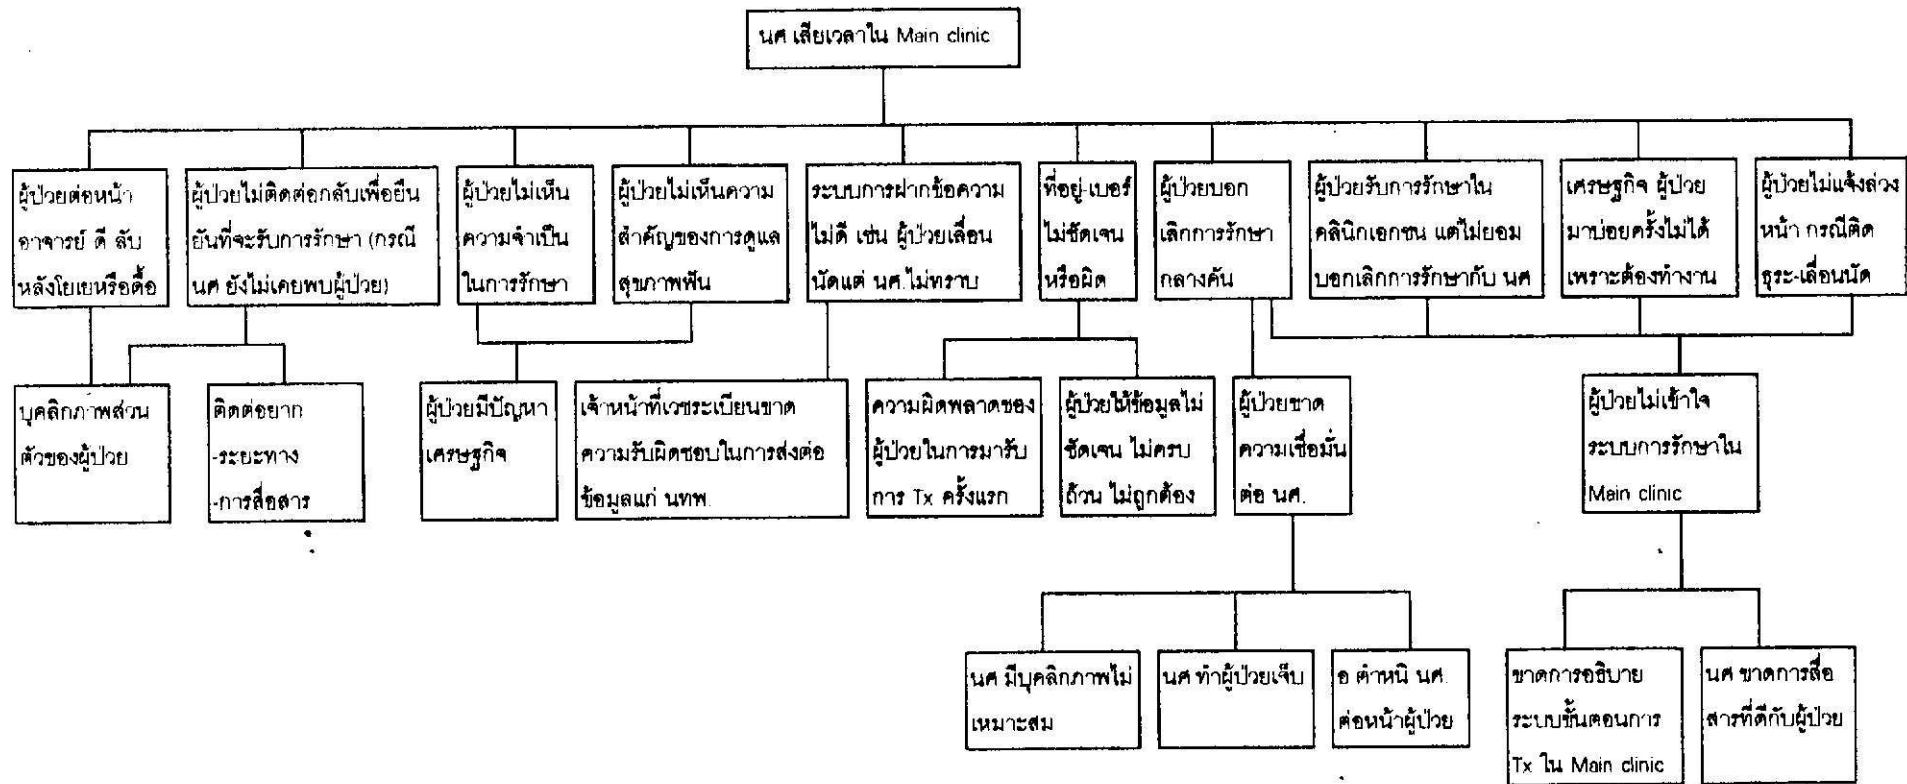 นศ เสียเวลาใน Main clinic
ผู้ป่วยต่อหน้า
อาจารย์ ดี ลับ
หลังโยเยหรือดื้อ
ผู้ป่วยไม่ติดต่อกลับเพื่อยืน
ยันที่จะรับการรักษา (กรณี
นศ ยังไม่เคยพบผู้ป่วย)
ผู้ป่วยไม่เห็น
ความจำเป็น
ในการรักษา
ผู้ป่วยไม่เห็นความ
สำคัญของการดูแล
สุขภาพฟัน
ระบบการฝากข้อความ
ไม่ดี เช่น ผู้ป่วยเลื่อน
นัดแต่ นศ.ไม่ทราบ
ที่อยู่-เบอร์
ไม่ชัดเจน
หรือผิด
ผู้ป่วยบอก
เลิกการรักษา
กลางคัน
ผู้ป่วยรับการรักษาใน
คลินิกเอกชน แต่ไม่ยอม
บอกเลิกการรักษากับ นศ
เศรษฐกิจ ผู้ป่วย
มาบ่อยครั้งไม่ได้
เพราะต้องทำงาน
ผู้ป่วยไม่แจ้งล่วง
หน้า กรณีติด
ธุระ-เลื่อนนัด
บุคลิกภาพส่วน
ตัวของผู้ป่วย
ติดต่อยาก
-ระยะทาง
-การสื่อสาร
ผู้ป่วยมีปัญหา
เศรษฐกิจ
เจ้าหน้าที่เวชระเบียนขาด
ความรับผิดชอบในการส่งต่อ
ข้อมูลแก่ นทพ.
ความผิดพลาดของ
ผู้ป่วยในการมารับ
การ Tx ครั้งแรก
ผู้ป่วยให้ข้อมูลไม่
ชัดเจน ไม่ครบ
ถ้วน ไม่ถูกต้อง
ผู้ป่วยขาด
ความเชื่อมั่น
ต่อ นศ.
ผู้ป่วยไม่เข้าใจ
ระบบการรักษาใน
Main clinic
นศ มีบุคลิกภาพไม่
เหมาะสม
นศ ทำผู้ป่วยเจ็บ
อ ตำหนิ นศ.
ต่อหน้าผู้ป่วย
ขาดการอธิบาย
ระบบขั้นตอนการ
Tx ใน Main clinic
นศ ขาดการสื่อ
สารที่ดีกับผู้ป่วย